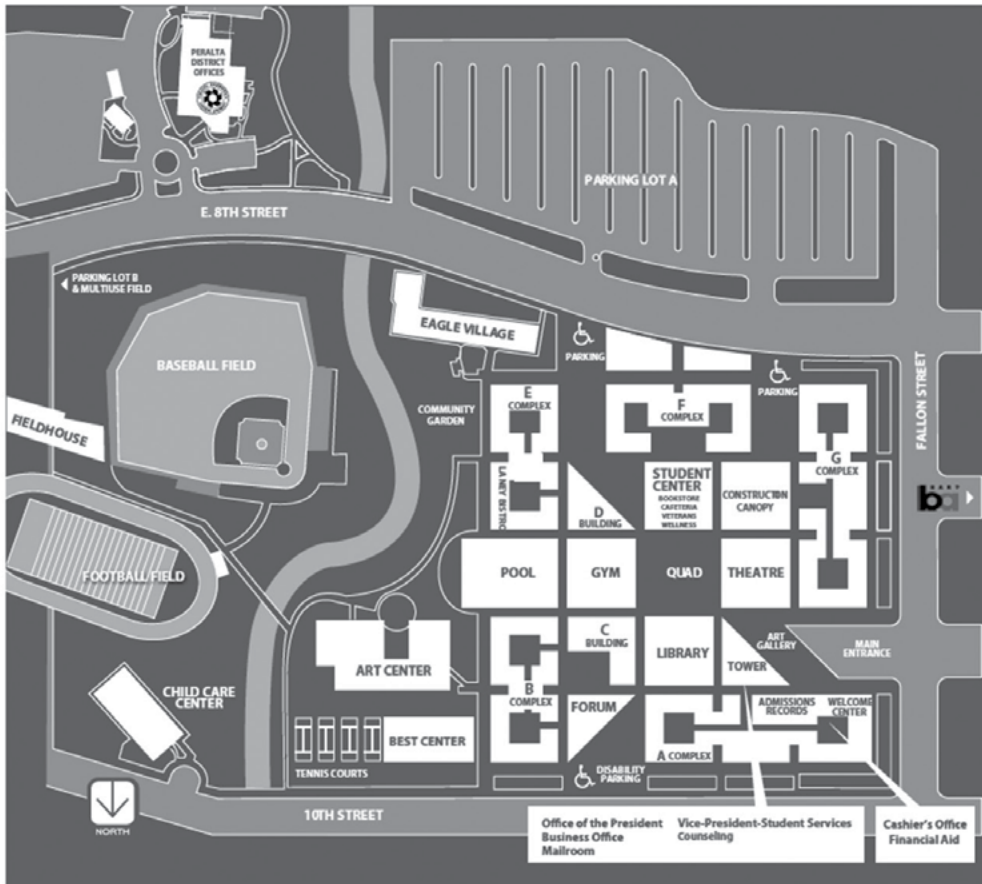 PERALTA
DISTRICT
OFFICES
PARKING LOT A
E. 8TH STREET
PARKING LOT B
& MULTIUSE FIELD
EAGLE VILLAGE
PARKING
BASEBALL FIELD
PARKING
FALLON STREET
E
COMPLEX
F
COMPLEX
COMMUNITY
GARDEN
FIELDHOUSE
G
COMPLEX
LANEY BISTRO
D
BUILDING
STUDENT
CENTER
BOOKSTORE
CAFETERIA
VETERANS
WELLNESS
CONSTRUCTION
CANOPY
BART
ba
FOOTBALL FIELD
POOL
GYM
QUAD
THEATRE
C
BUILDING
LIBRARY
TOWER
ART
GALLERY
MAIN
ENTRANCE
ART CENTER
CHILD CARE
CENTER
B
COMPLEX
FORUM
ADMISSIONS
RECORDS
WELCOME
CENTER
BEST CENTER
A COMPLEX
TENNIS COURTS
DISABILITY
PARKING
10TH STREET
NORTH
Office of the President
Business Office
Mailroom
Vice-President-Student Services
Counseling
Cashier's Office
Financial Aid